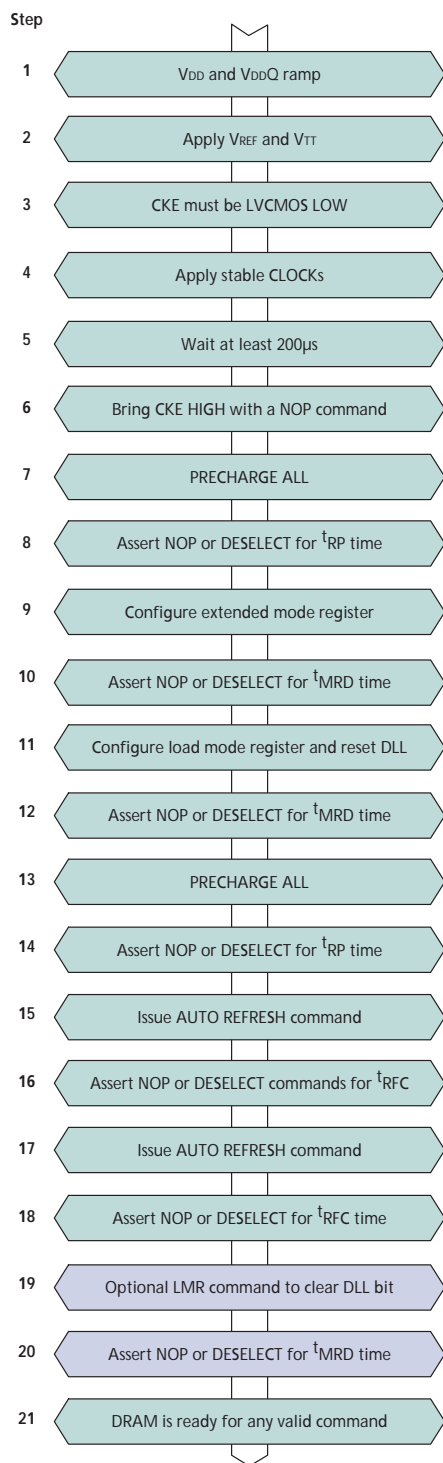 Step
1 VDD and VDDQ ramp
2 Apply VREF and VTT
3 CKE must be LVCMOS LOW
4 Apply stable CLOCKs
5 Wait at least 200µs
6 Bring CKE HIGH with a NOP command
7 PRECHARGE ALL
8 Assert NOP or DESELECT for tRP time
9 Configure extended mode register
10 Assert NOP or DESELECT for tMRD time
11 Configure load mode register and reset DLL
12 Assert NOP or DESELECT for tMRD time
13 PRECHARGE ALL
14 Assert NOP or DESELECT for tRP time
15 Issue AUTO REFRESH command
16 Assert NOP or DESELECT commands for tRFC
17 Issue AUTO REFRESH command
18 Assert NOP or DESELECT for tRFC time
19 Optional LMR command to clear DLL bit
20 Assert NOP or DESELECT for tMRD time
21 DRAM is ready for any valid command